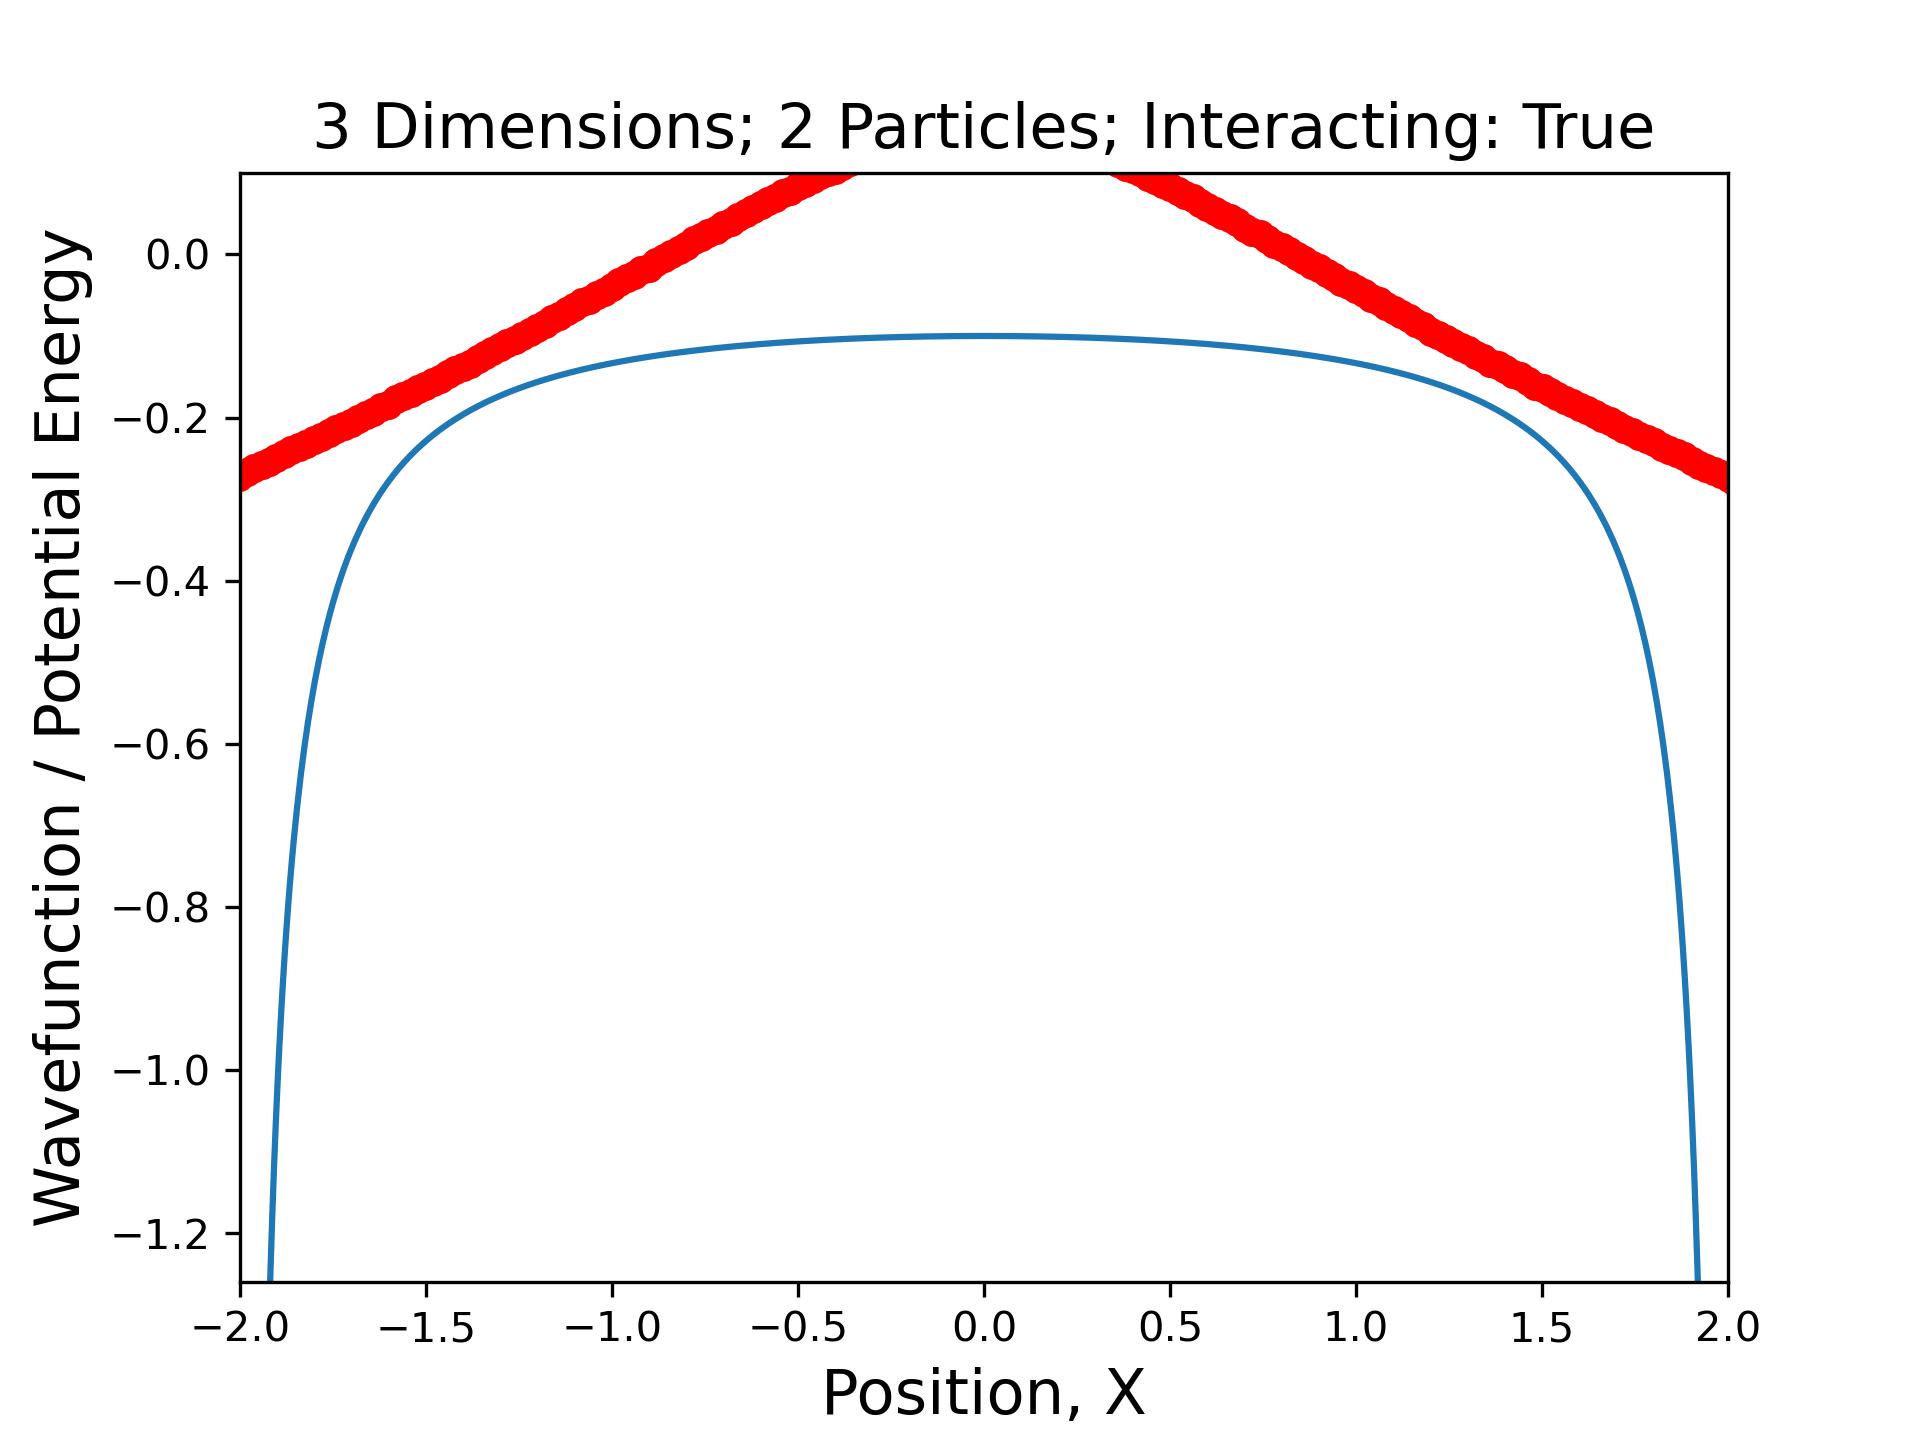 3 Dimensions; 2 Particles; Interacting: True
Wavefunction / Potential Energy
0.0
−0.2
−0.4
−0.6
−0.8
−1.0
−1.2
−2.0 −1.5 −1.0 −0.5 0.0 0.5 1.0 1.5 2.0
Position, X